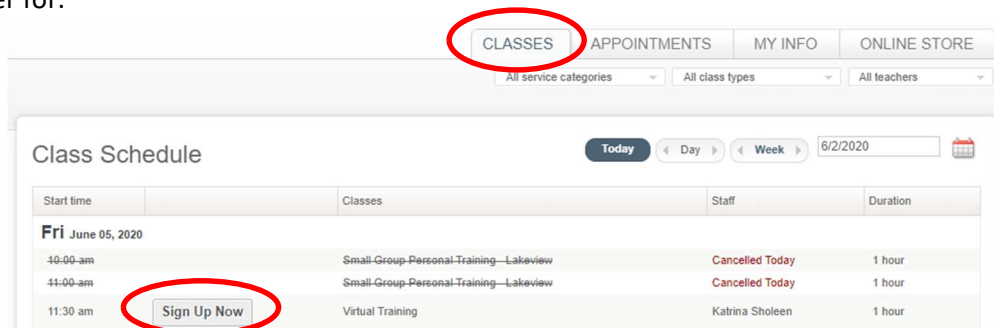 er for:
CLASSES APPOINTMENTS MY INFO ONLINE STORE
All service categories All class types All teachers
Class Schedule Today Day Week 6/2/2020
Start time Classes Staff Duration
Fri June 05, 2020
10:00 am Small Group Personal Training - Lakeview Cancelled Today 1 hour
11:00 am Small Group Personal Training - Lakeview Cancelled Today 1 hour
11:30 am Sign Up Now Virtual Training Katrina Sholeen 1 hour